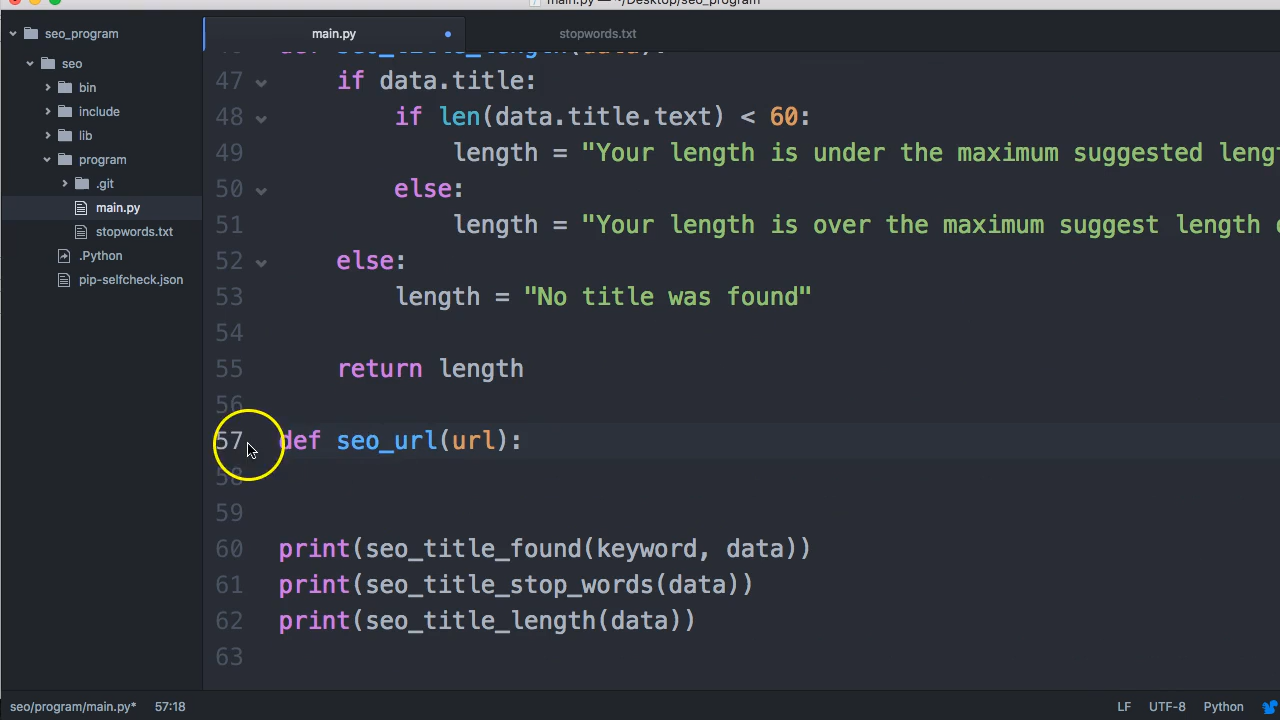 main.py — ~/Desktop/seo_program
seo_program
seo
bin
include
lib
program
.git
main.py
stopwords.txt
.Python
pip-selfcheck.json
main.py
stopwords.txt
47 if data.title:
48 if len(data.title.text) < 60:
49 length = "Your length is under the maximum suggested
50 else:
51 length = "Your length is over the maximum suggest length
52 else:
53 length = "No title was found"
54
55 return length
56
57 def seo_url(url):
58
59
60 print(seo_title_found(keyword, data))
61 print(seo_title_stop_words(data))
62 print(seo_title_length(data))
63
seo/program/main.py* 57:18 LF UTF-8 Python